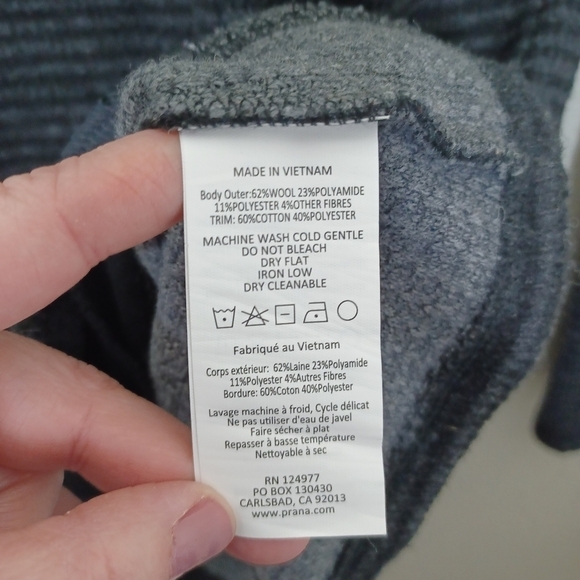 MADE IN VIETNAM
Body Outer:62%WOOL 23%POLYAMIDE
11%POLYESTER 4%OTHER FIBRES
TRIM: 60%COTTON 40%POLYESTER
MACHINE WASH COLD GENTLE
DO NOT BLEACH
DRY FLAT
IRON LOW
DRY CLEANABLE
Fabriqué au Vietnam
Corps extérieur: 62%Laine 23%Polyamide
11%Polyester 4%Autres Fibres
Bordure: 60%Coton 40%Polyester
Lavage machine à froid, Cycle délicat
Ne pas utiliser d'eau de javel
Faire sécher à plat
Repasser à basse température
Nettoyable à sec
RN 124977
PO BOX 130430
CARLSBAD, CA 92013
www.prana.com